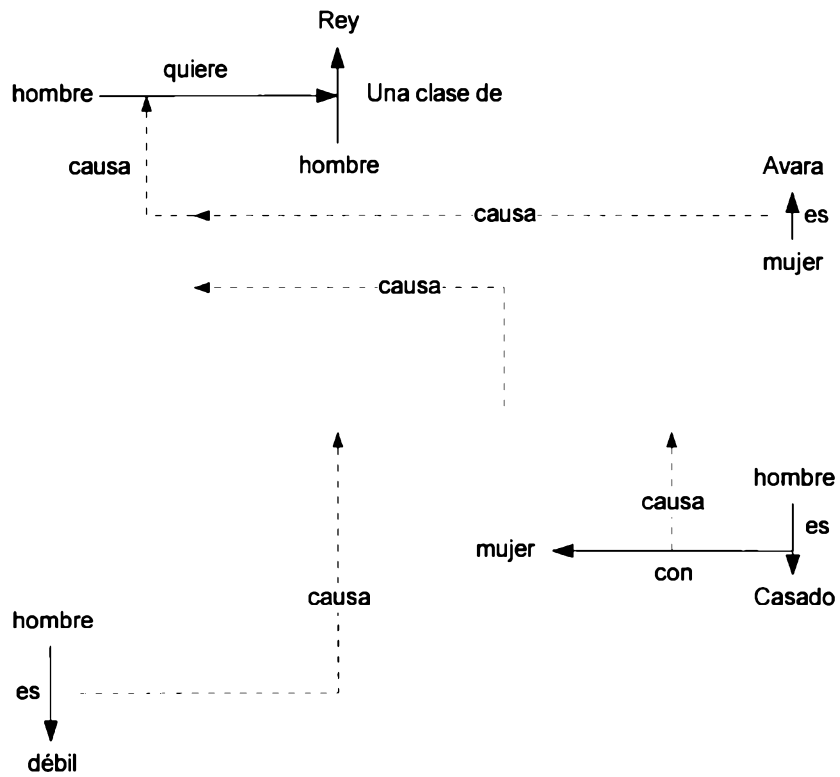 Rey
quiere
hombre
Una clase de
causa
hombre
Avara
causa
es
mujer
causa
hombre
causa
es
mujer
con
Casado
causa
hombre
es
débil